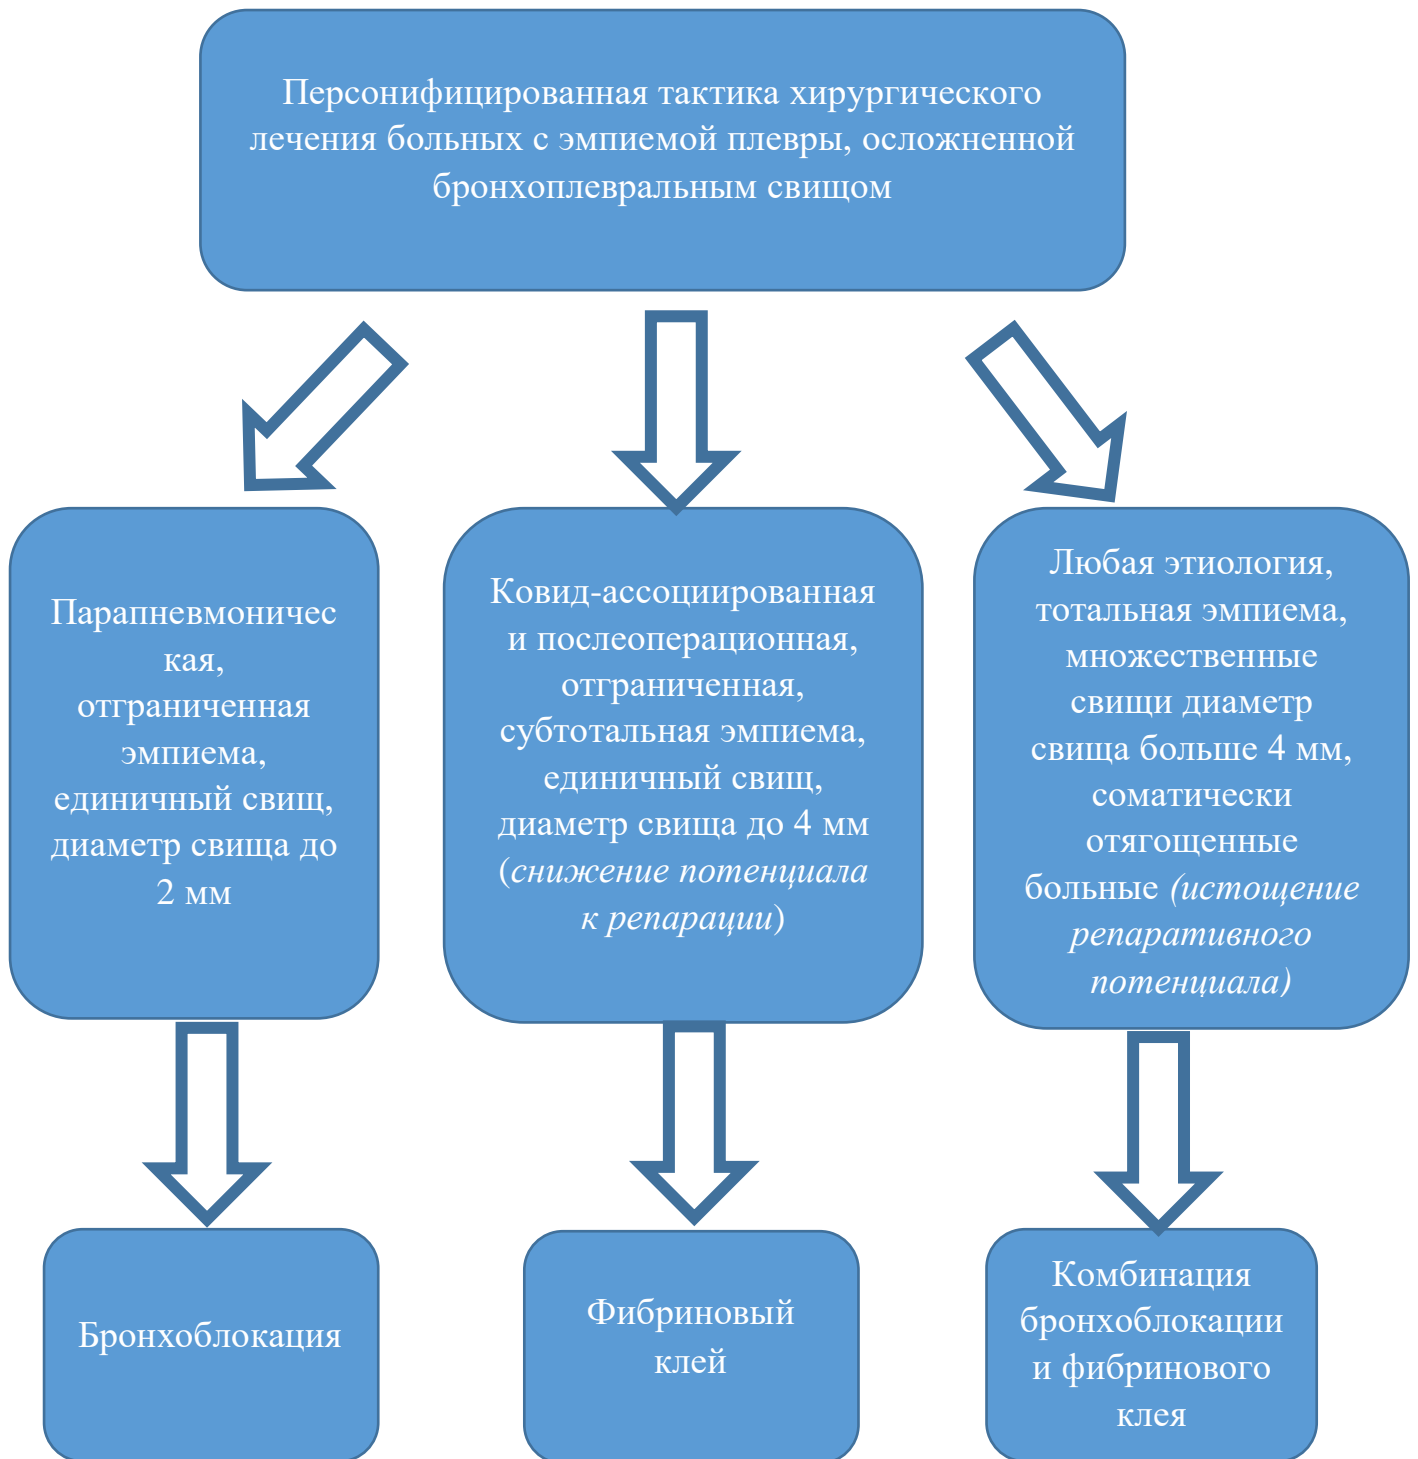 Персонифицированная тактика хирургического
лечения больных с эмпиемой плевры, осложненной
бронхоплевральным свищом
Парапневмоничес
кая,
отграниченная
эмпиема,
единичный свищ,
диаметр свища до
2 мм
Ковид-ассоциированная
и послеоперационная,
отграниченная,
субтотальная эмпиема,
единичный свищ,
диаметр свища до 4 мм
(снижение потенциала
к репарации)
Любая этиология,
тотальная эмпиема,
множественные
свищи диаметр
свища больше 4 мм,
соматически
отягощенные
больные (истощение
репаративного
потенциала)
Бронхоблокация
Фибриновый
клей
Комбинация
бронхоблокации
и фибринового
клея